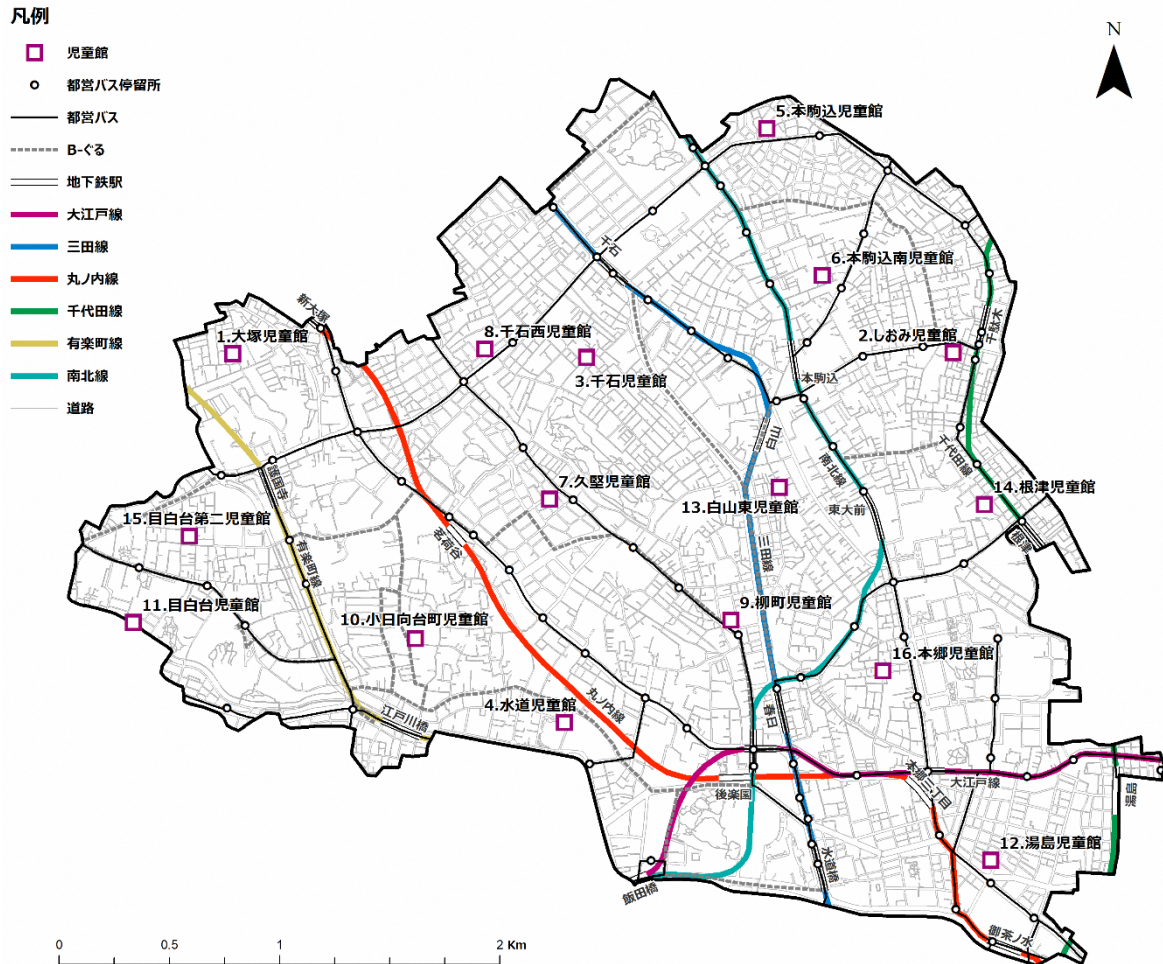 凡例
児童館
都営バス停留所
都営バス
B-ぐる
地下鉄駅
大江戸線
三田線
丸ノ内線
千代田線
有楽町線
南北線
道路
N
5.本駒込児童館
千石
6.本駒込南児童館
新大塚
1.大塚児童館
8.千石西児童館
3.千石児童館
2.しおみ児童館
千駄木
本駒込
白山
南北線
千代田線
護国寺
7.久堅児童館
13.白山東児童館
東大前
14.根津児童館
根津
15.目白台第二児童館
茗荷谷
有楽町線
三田線
11.目白台児童館
10.小日向台町児童館
9.柳町児童館
16.本郷児童館
4.水道児童館
丸ノ内線
江戸川橋
春日
後楽園
本郷三丁目
大江戸線
湯島
水道橋
12.湯島児童館
飯田橋
御茶ノ水
0 0.5 1 2 Km